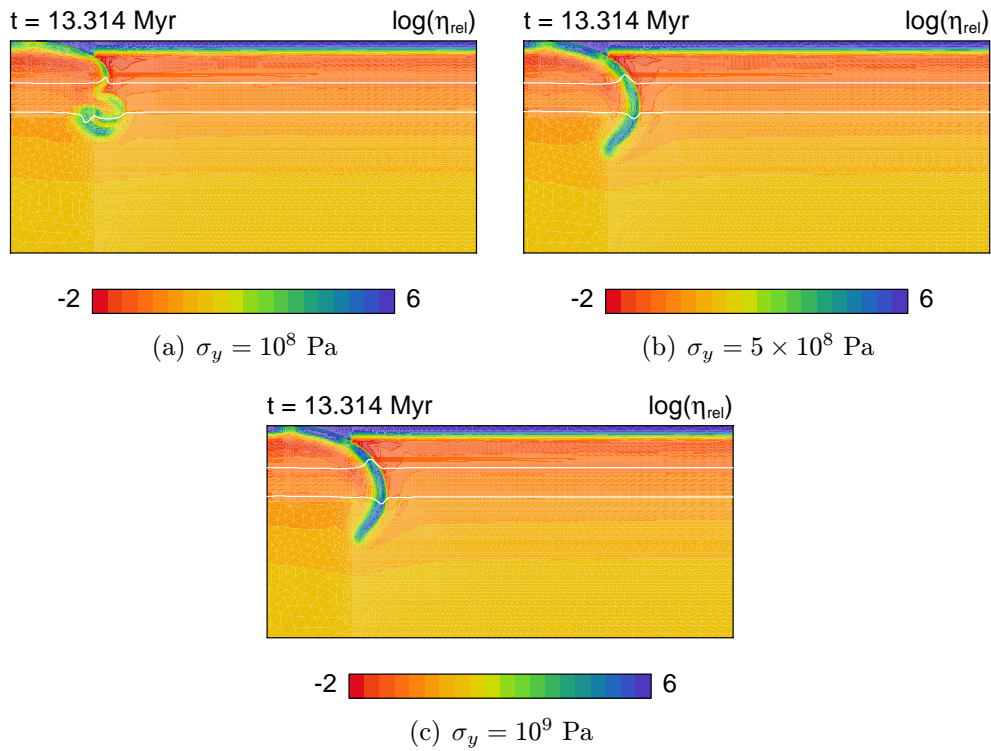 t = 13.314 Myr log(η_rel)
t = 13.314 Myr log(η_rel)
-2 6
-2 6
(a) σ_y = 10^8 Pa
(b) σ_y = 5 × 10^8 Pa
t = 13.314 Myr log(η_rel)
-2 6
(c) σ_y = 10^9 Pa